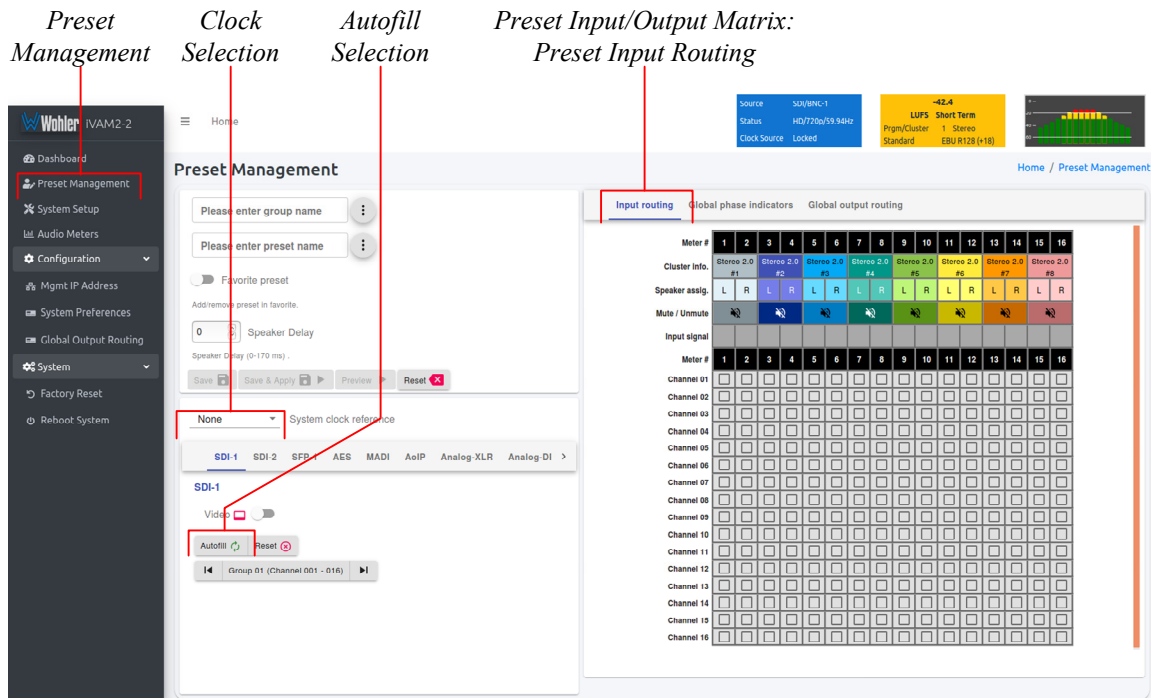 Preset Management
Clock Selection
Autofill Selection
Preset Input/Output Matrix: Preset Input Routing
Wohler IVAM2-2
Dashboard
Preset Management
System Setup
Audio Meters
Configuration
Mgmt IP Address
System Preferences
Global Output Routing
System
Factory Reset
Reboot System
Home
Source SDI/BNC-1
Status HD/720p/59.94Hz
Clock Source Locked
-42.4
LUFS Short Term
Prgm/Cluster 1 Stereo
Standard EBU R128 (+18)
Preset Management
Home / Preset Management
Please enter group name
Please enter preset name
Favorite preset
Add/remove preset in favorite.
0 Speaker Delay
Speaker Delay (0-170 ms) .
Save Save & Apply Preview Reset
None System clock reference
SDI-1 SDI-2 SFP-1 AES MADI AoIP Analog-XLR Analog-DI >
SDI-1
Video
Autofill Reset
Group 01 (Channel 001 - 016)
Input routing Global phase indicators Global output routing
Meter # 1 2 3 4 5 6 7 8 9 10 11 12 13 14 15 16
Cluster Info. Stereo 2.0 #1 Stereo 2.0 #2 Stereo 2.0 #3 Stereo 2.0 #4 Stereo 2.0 #5 Stereo 2.0 #6 Stereo 2.0 #7 Stereo 2.0 #8
Speaker assig. L R L R L R L R L R L R L R L R
Mute / Unmute
Input signal
Meter # 1 2 3 4 5 6 7 8 9 10 11 12 13 14 15 16
Channel 01
Channel 02
Channel 03
Channel 04
Channel 05
Channel 06
Channel 07
Channel 08
Channel 09
Channel 10
Channel 11
Channel 12
Channel 13
Channel 14
Channel 15
Channel 16